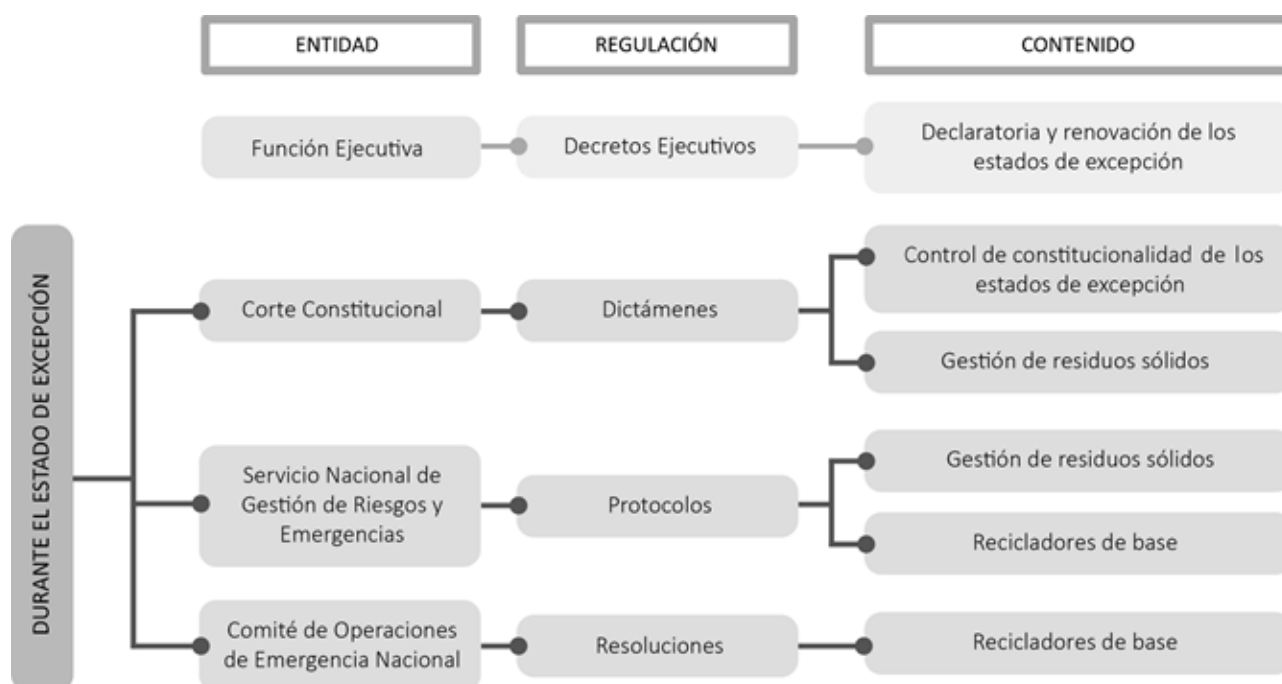 ENTIDAD
REGULACIÓN
CONTENIDO
Función Ejecutiva
Decretos Ejecutivos
Declaratoria y renovación de los
estados de excepción
DURANTE EL ESTADO DE EXCEPCIÓN
Corte Constitucional
Dictámenes
Control de constitucionalidad de los
estados de excepción
Gestión de residuos sólidos
Servicio Nacional de
Gestión de Riesgos y
Emergencias
Protocolos
Gestión de residuos sólidos
Recicladores de base
Comité de Operaciones
de Emergencia Nacional
Resoluciones
Recicladores de base